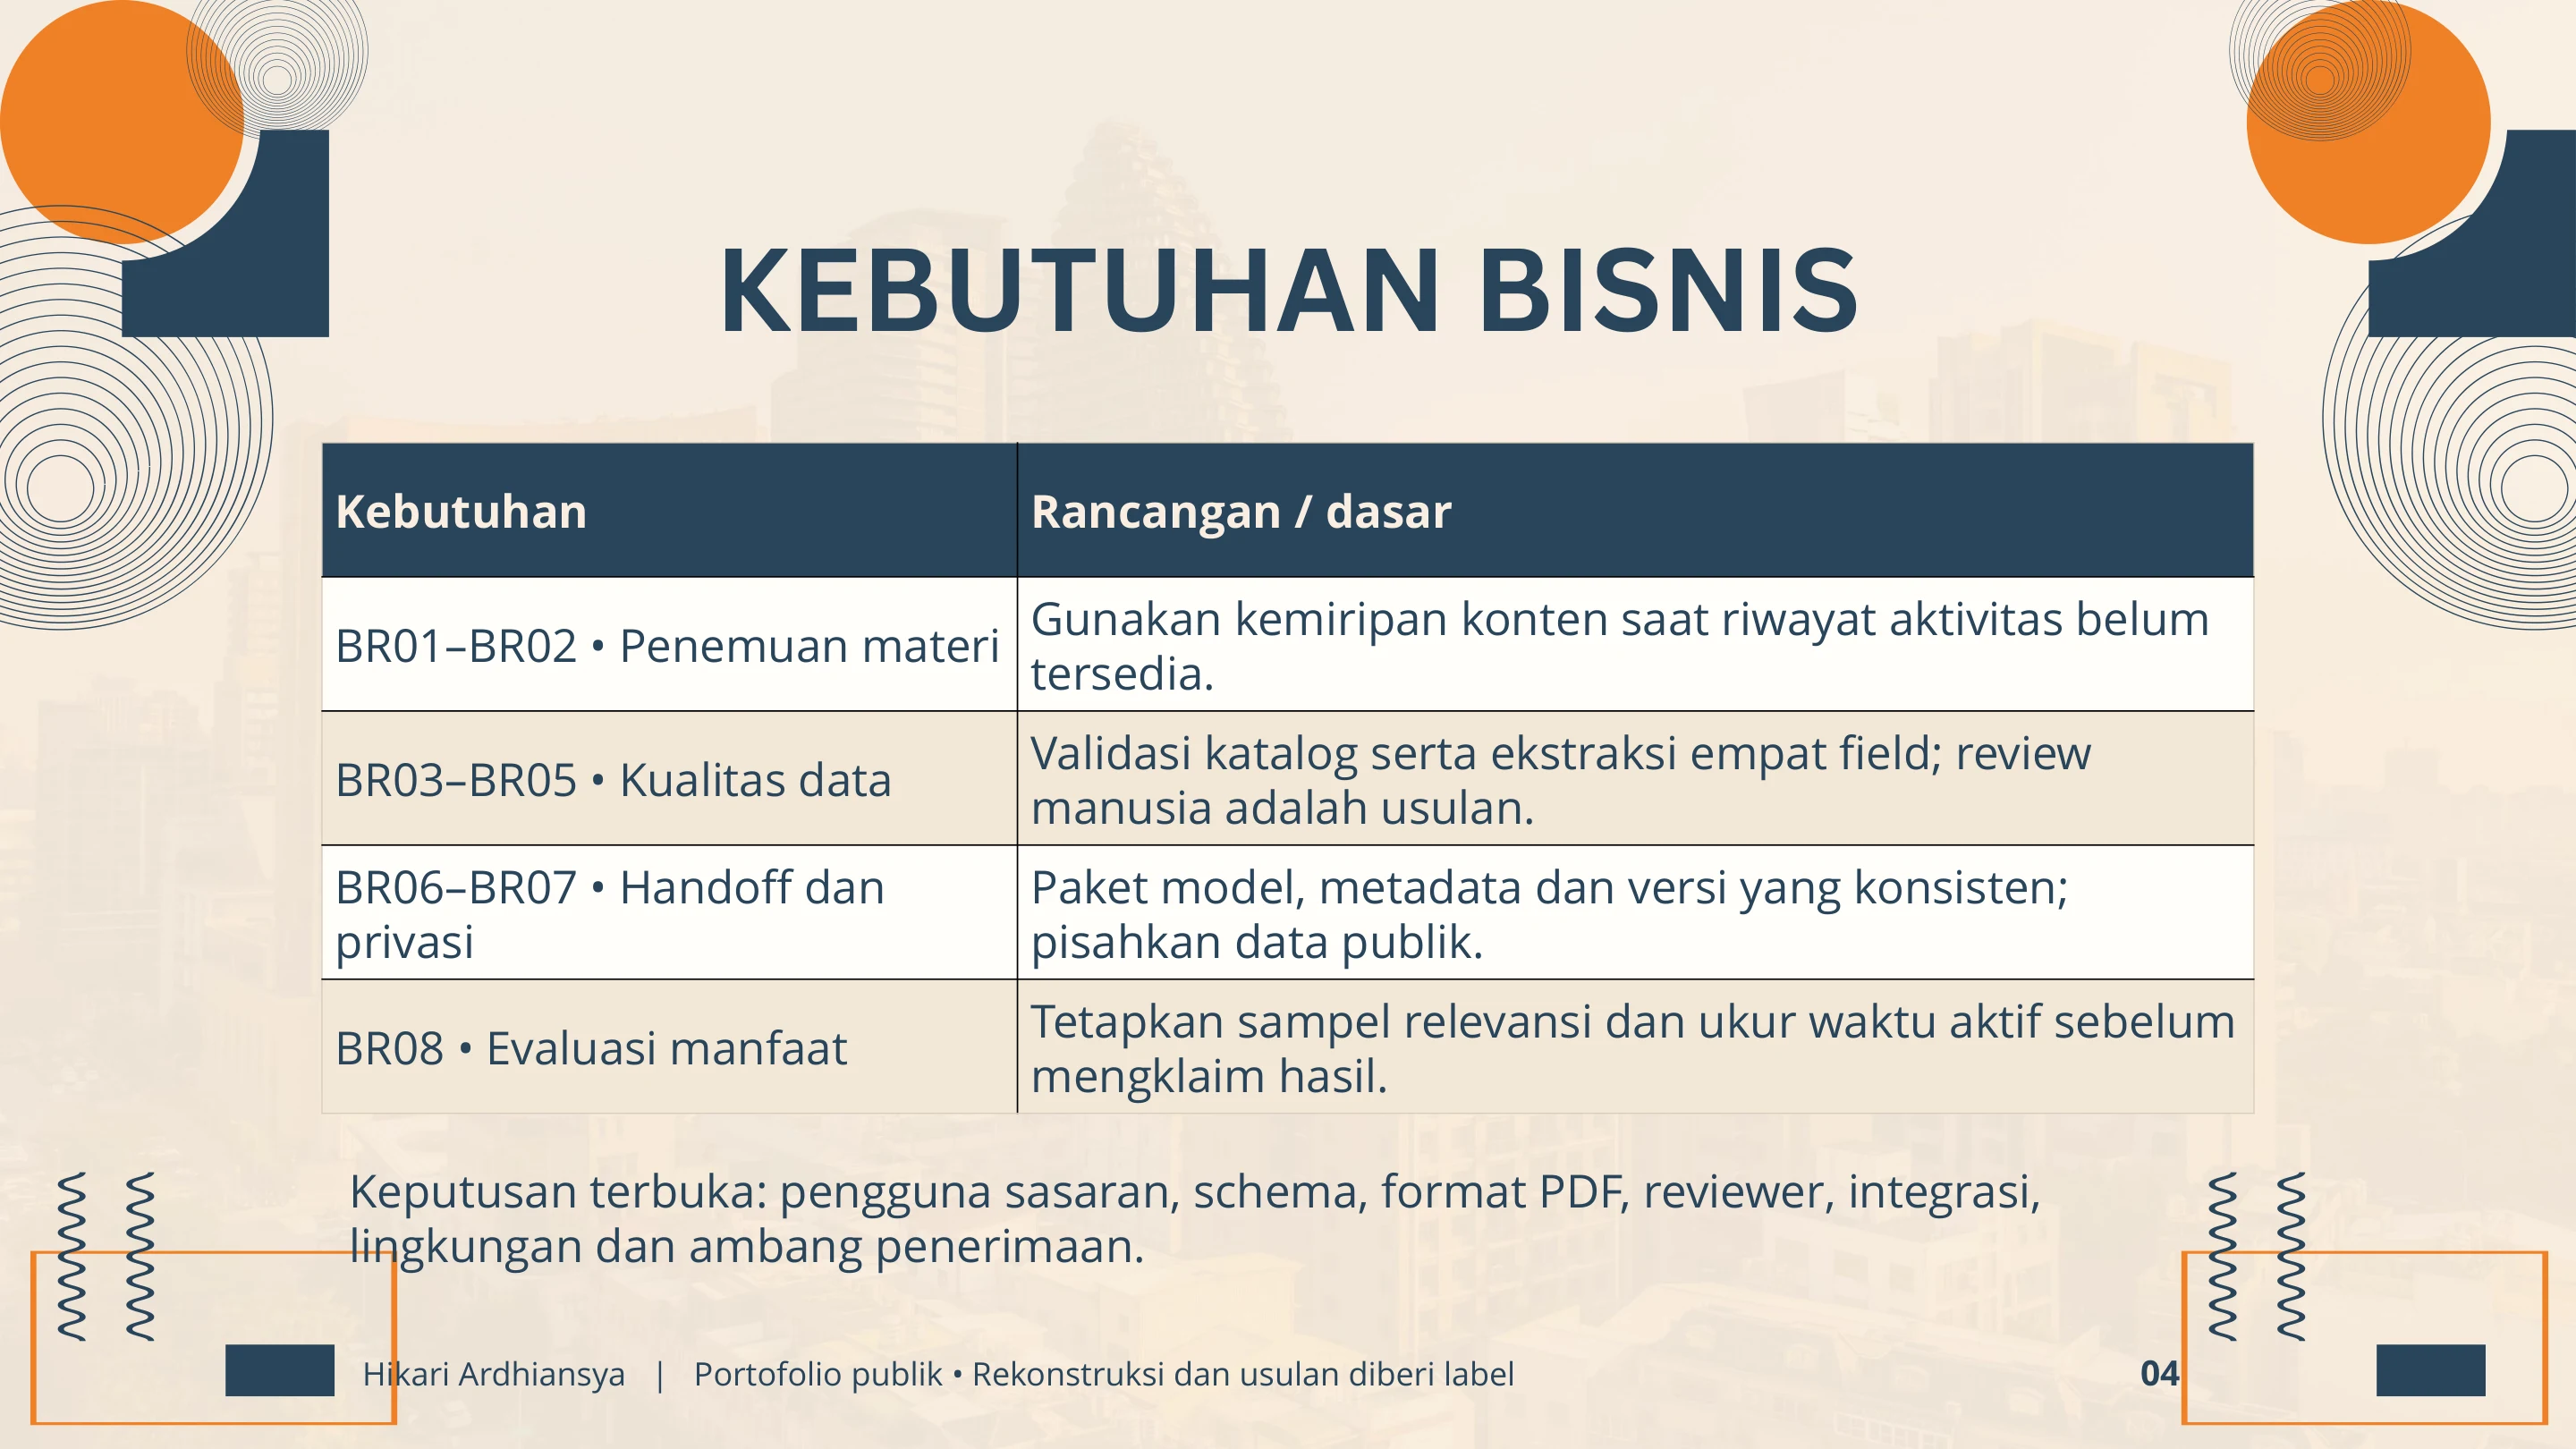 KEBUTUHAN BISNIS
Kebutuhan
Rancangan / dasar
BR01–BR02 • Penemuan materi
Gunakan kemiripan konten saat riwayat aktivitas belum
tersedia.
BR03–BR05 • Kualitas data
Validasi katalog serta ekstraksi empat field; review
manusia adalah usulan.
BR06–BR07 • Handoff dan
privasi
Paket model, metadata dan versi yang konsisten;
pisahkan data publik.
BR08 • Evaluasi manfaat
Tetapkan sampel relevansi dan ukur waktu aktif sebelum
mengklaim hasil.
Keputusan terbuka: pengguna sasaran, schema, format PDF, reviewer, integrasi,
lingkungan dan ambang penerimaan.
Hikari Ardhiansya | Portofolio publik • Rekonstruksi dan usulan diberi label
04